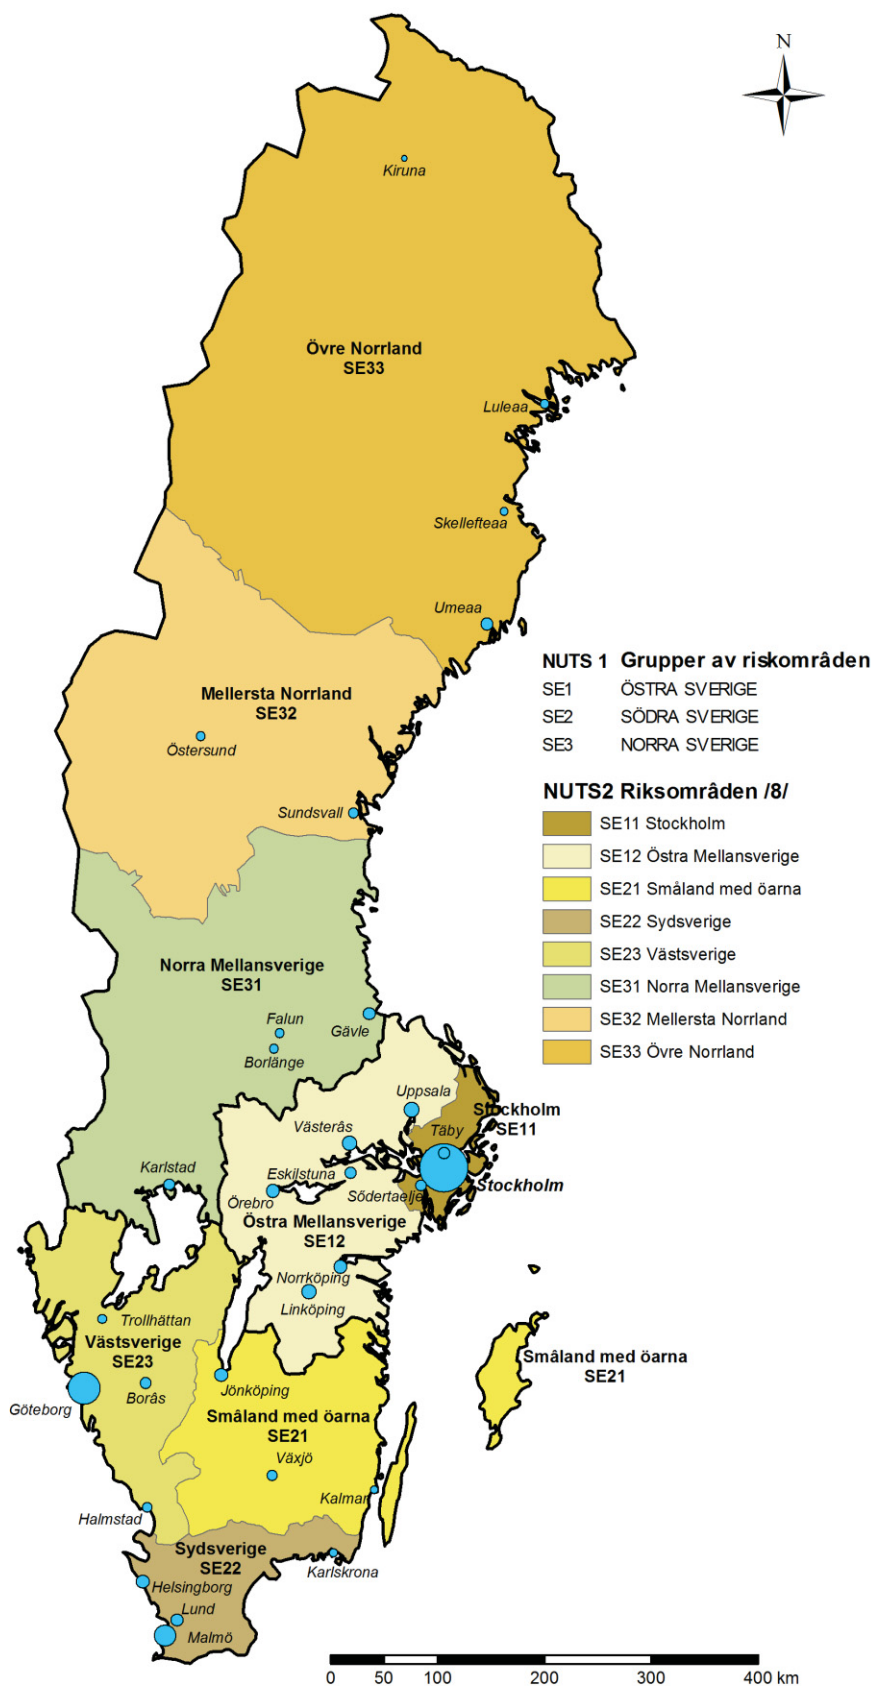 N
Kiruna
Övre Norrland
SE33
Luleaa
Skellefteaa
Umeaa
NUTS 1 Grupper av riskområden
SE1 ÖSTRA SVERIGE
SE2 SÖDRA SVERIGE
SE3 NORRA SVERIGE
Mellersta Norrland
SE32
Östersund
Sundsvall
NUTS2 Riksområden /8/
SE11 Stockholm
SE12 Östra Mellansverige
SE21 Småland med öarna
SE22 Sydsverige
SE23 Västsverige
SE31 Norra Mellansverige
SE32 Mellersta Norrland
SE33 Övre Norrland
Norra Mellansverige
SE31
Falun
Gävle
Borlänge
Uppsala
Stockholm
SE11
Västerås
Täby
Karlstad
Eskilstuna
Södertaelje
Stockholm
Örebro
Östra Mellansverige
SE12
Norrköping
Linköping
Trollhättan
Västsverige
SE23
Småland med öarna
SE21
Jönköping
Borås
Göteborg
Småland med öarna
SE21
Växjö
Kalmar
Halmstad
Sydsverige
SE22
Karlskrona
Helsingborg
Lund
Malmö
0 50 100 200 300 400 km